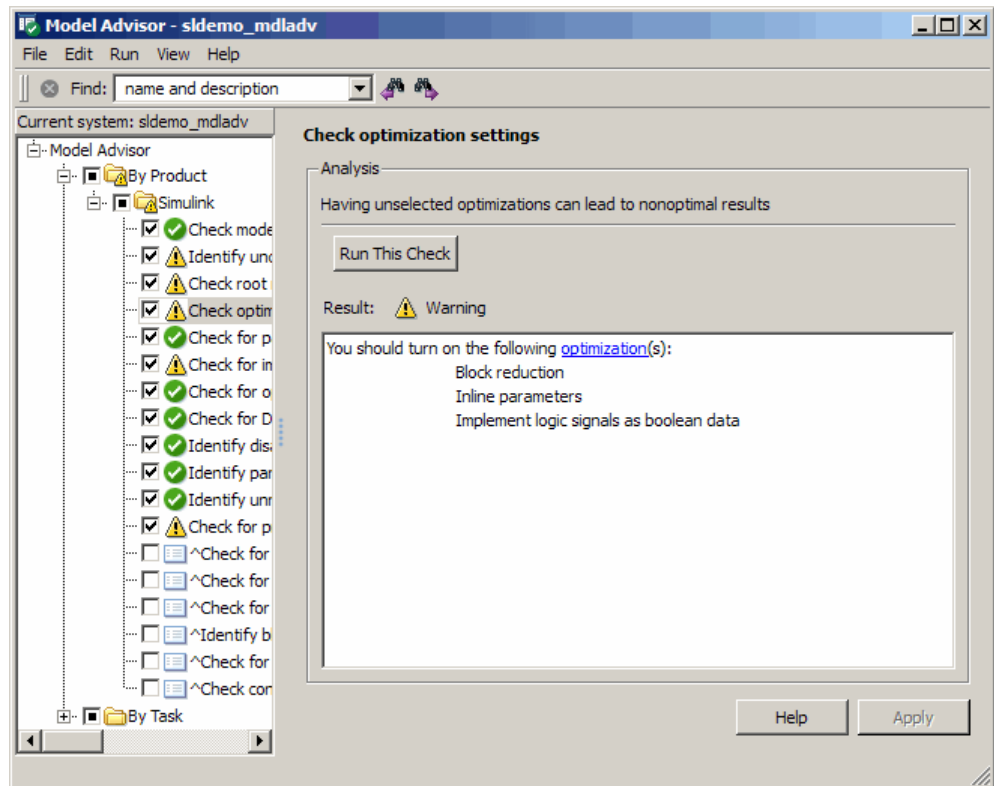 Model Advisor - sldemo_mdladv
File Edit Run View Help
Find: name and description
Current system: sldemo_mdladv
Model Advisor
By Product
Simulink
Check mode
Identify unc
Check root
Check optim
Check for p
Check for im
Check for o
Check for D
Identify disa
Identify par
Identify unr
Check for p
^Check for
^Check for
^Check for
^Identify b
^Check for
^Check con
By Task
Check optimization settings
Analysis
Having unselected optimizations can lead to nonoptimal results
Run This Check
Result: Warning
You should turn on the following optimization(s):
Block reduction
Inline parameters
Implement logic signals as boolean data
Help Apply